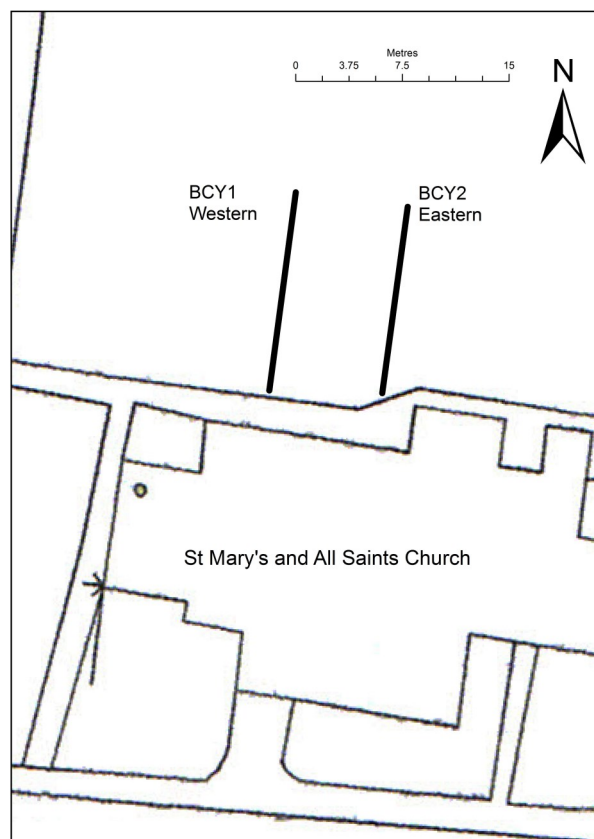 Metres
0 3.75 7.5 15
N
BCY1
Western
BCY2
Eastern
St Mary's and All Saints Church